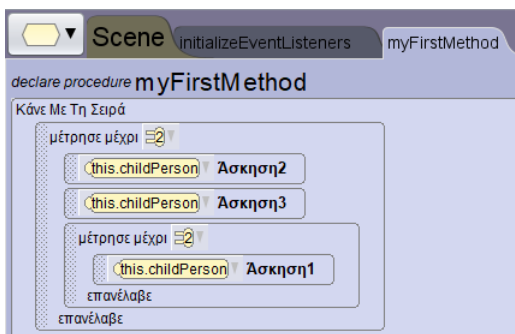 Scene initializeEventListeners myFirstMethod
declare procedure myFirstMethod
Κάνε Με Τη Σειρά
μέτρησε μέχρι 2
this.childPerson Άσκηση2
this.childPerson Άσκηση3
μέτρησε μέχρι 2
this.childPerson Άσκηση1
επανέλαβε
επανέλαβε